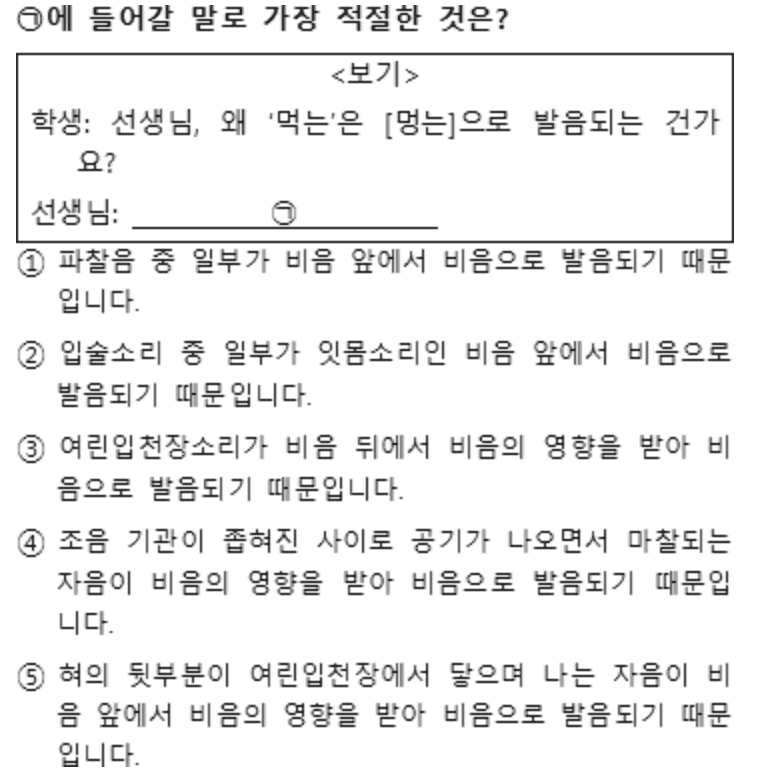 ㉠에 들어갈 말로 가장 적절한 것은?
<보기>
학생: 선생님, 왜 ‘먹는’은 [멍는]으로 발음되는 건가
요?
선생님: ㉠
① 파찰음 중 일부가 비음 앞에서 비음으로 발음되기 때문
입니다.
② 입술소리 중 일부가 잇몸소리인 비음 앞에서 비음으로
발음되기 때문입니다.
③ 여린입천장소리가 비음 뒤에서 비음의 영향을 받아 비
음으로 발음되기 때문입니다.
④ 조음 기관이 좁혀진 사이로 공기가 나오면서 마찰되는
자음이 비음의 영향을 받아 비음으로 발음되기 때문입
니다.
⑤ 혀의 뒷부분이 여린입천장에서 닿으며 나는 자음이 비
음 앞에서 비음의 영향을 받아 비음으로 발음되기 때문
입니다.